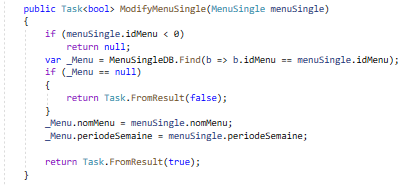 public Task<bool> ModifyMenuSingle(MenuSingle menuSingle)
{
if (menuSingle.idMenu < 0)
return null;
var _Menu = MenuSingleDB.Find(b => b.idMenu == menuSingle.idMenu);
if (_Menu == null)
{
return Task.FromResult(false);
}
_Menu.nomMenu = menuSingle.nomMenu;
_Menu.periodeSemaine = menuSingle.periodeSemaine;
return Task.FromResult(true);
}